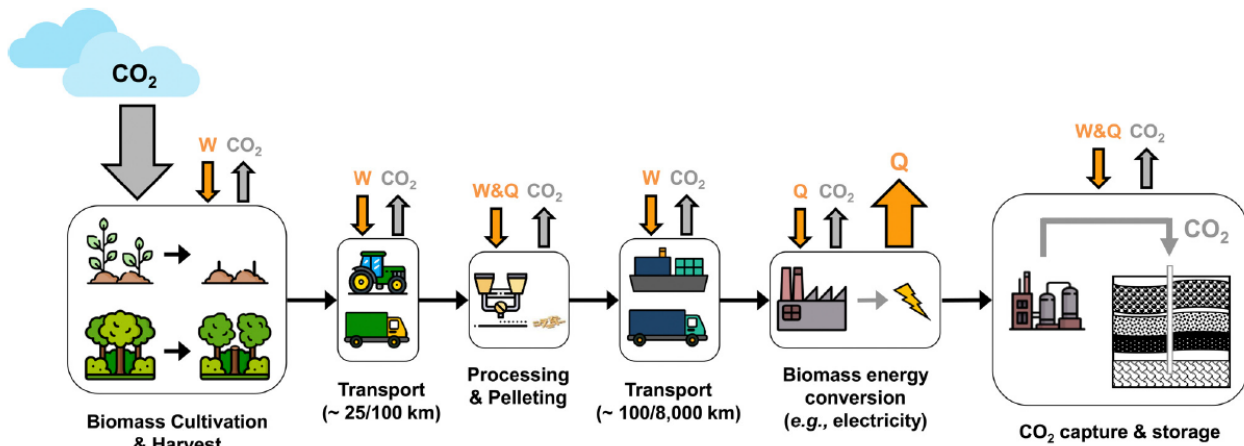 CO₂
W CO₂
W CO₂
W&Q CO₂
W CO₂
Q CO₂
Q
W&Q CO₂
CO₂
Biomass Cultivation
& Harvest
Transport
(~ 25/100 km)
Processing
& Pelleting
Transport
(~ 100/8,000 km)
Biomass energy
conversion
(e.g., electricity)
CO₂ capture & storage